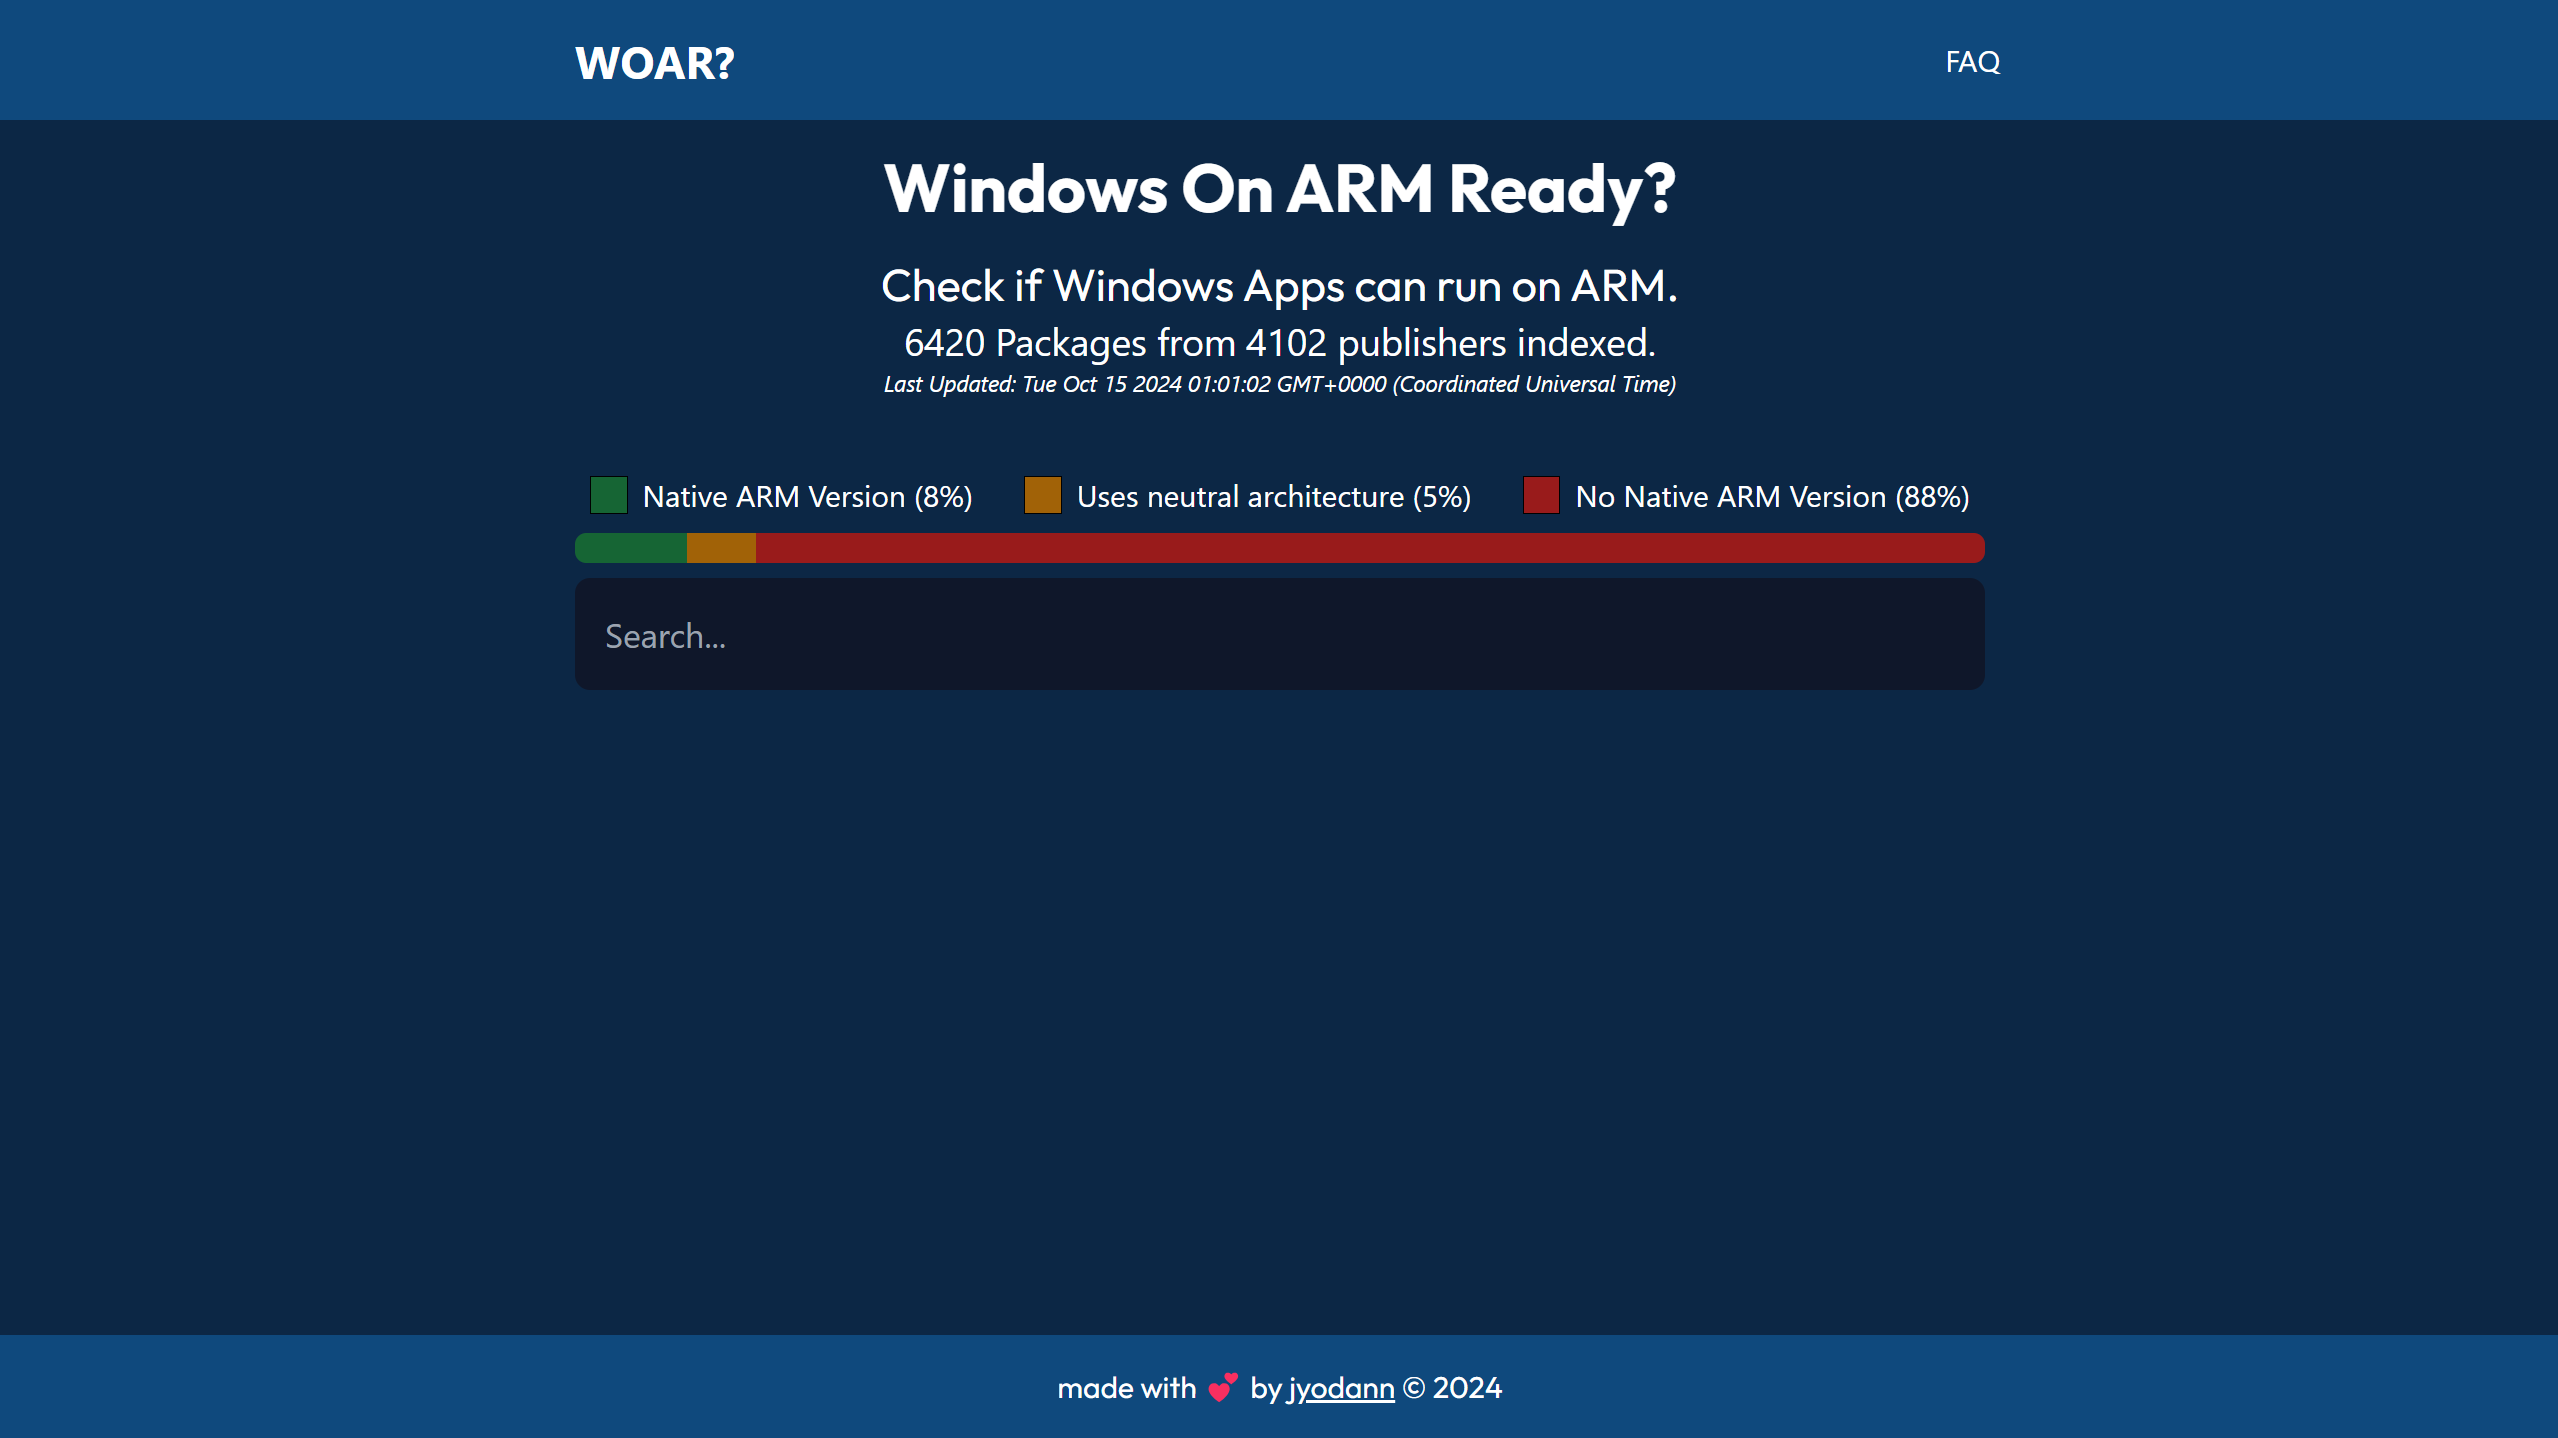 WOAR?
FAQ
Windows On ARM Ready?
Check if Windows Apps can run on ARM.
6420 Packages from 4102 publishers indexed.
Last Updated: Tue Oct 15 2024 01:01:02 GMT+0000 (Coordinated Universal Time)
Native ARM Version (8%)
Uses neutral architecture (5%)
No Native ARM Version (88%)
Search...
made with 💕 by jyodann © 2024